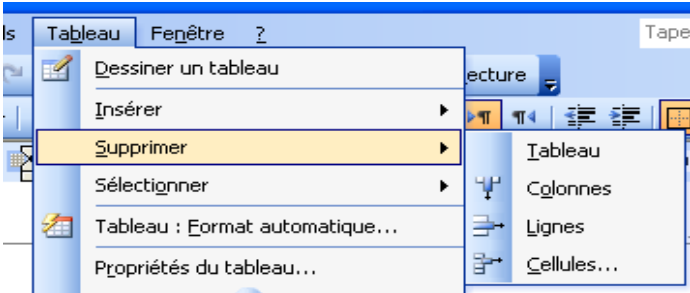 ls Tableau Fenêtre ? Tape
Dessiner un tableau
ecture
Insérer
Supprimer
Tableau
Sélectionner
Colonnes
Tableau : Format automatique...
Lignes
Propriétés du tableau...
Cellules...